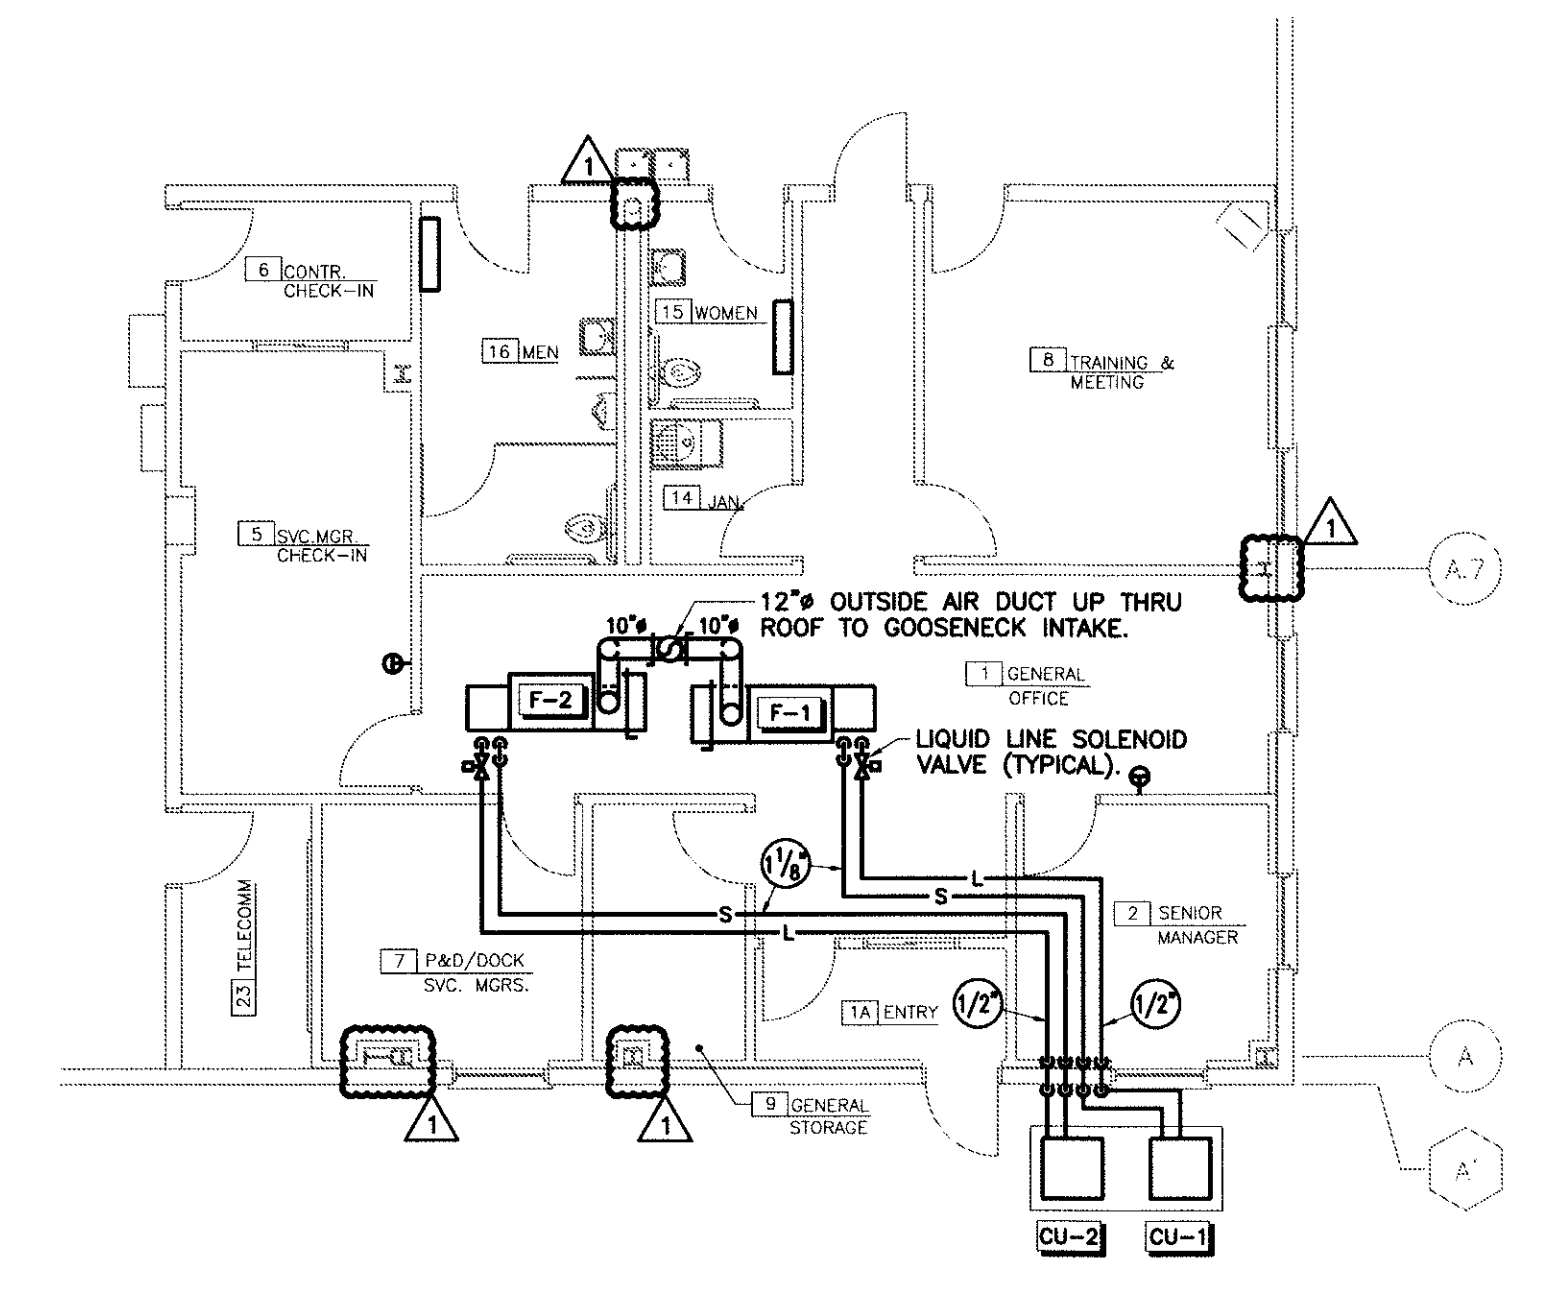 1
6 CONTR.
CHECK-IN
15 WOMEN
16 MEN
8 TRAINING &
MEETING
14 JAN.
5 SVC.MGR.
CHECK-IN
1
A.7
12"ø OUTSIDE AIR DUCT UP THRU
ROOF TO GOOSENECK INTAKE.
10"ø
10"ø
1 GENERAL
OFFICE
F-2
F-1
LIQUID LINE SOLENOID
VALVE (TYPICAL).
1 1/8"
L
S
S
L
2 SENIOR
MANAGER
23 TELECOMM
7 P&D/DOCK
SVC. MGRS.
1A ENTRY
1/2"
1/2"
A
1
1
9 GENERAL
STORAGE
A'
CU-2
CU-1